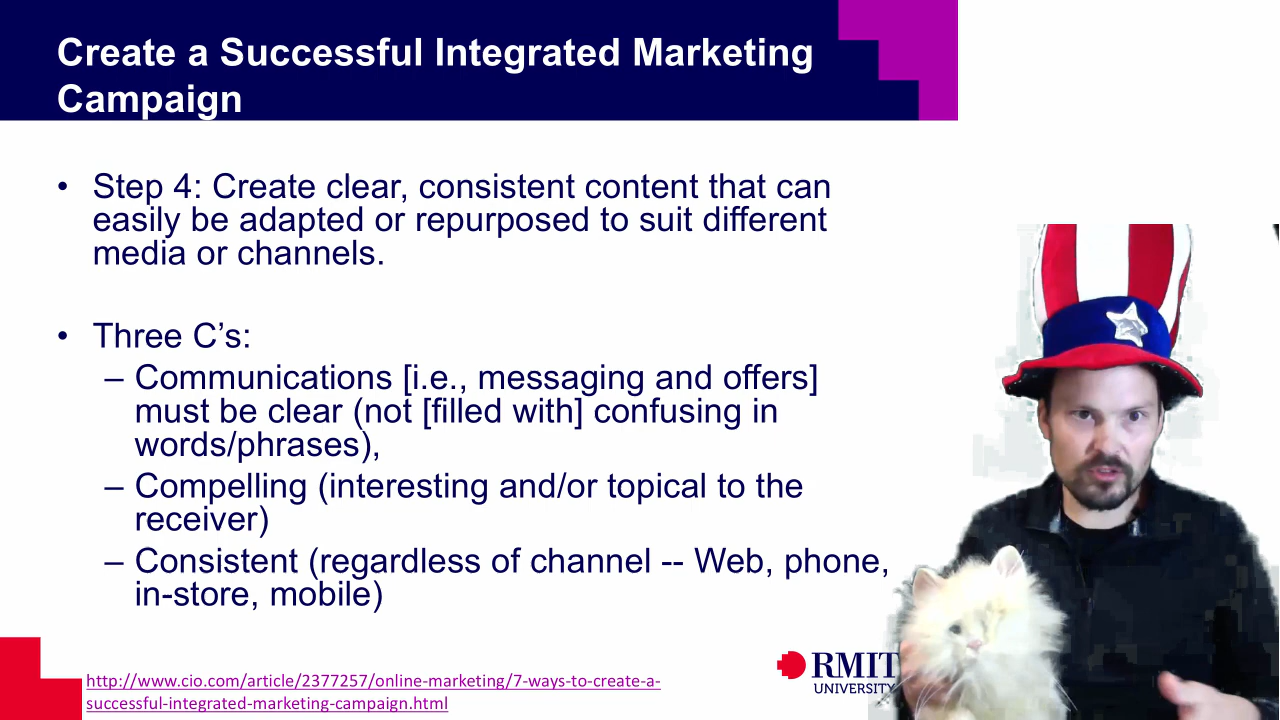 Create a Successful Integrated Marketing
Campaign
• Step 4: Create clear, consistent content that can
easily be adapted or repurposed to suit different
media or channels.
• Three C’s:
– Communications [i.e., messaging and offers]
must be clear (not [filled with] confusing in
words/phrases),
– Compelling (interesting and/or topical to the
receiver)
– Consistent (regardless of channel -- Web, phone,
in-store, mobile)
http://www.cio.com/article/2377257/online-marketing/7-ways-to-create-a-
successful-integrated-marketing-campaign.html
RMIT
UNIVERSITY